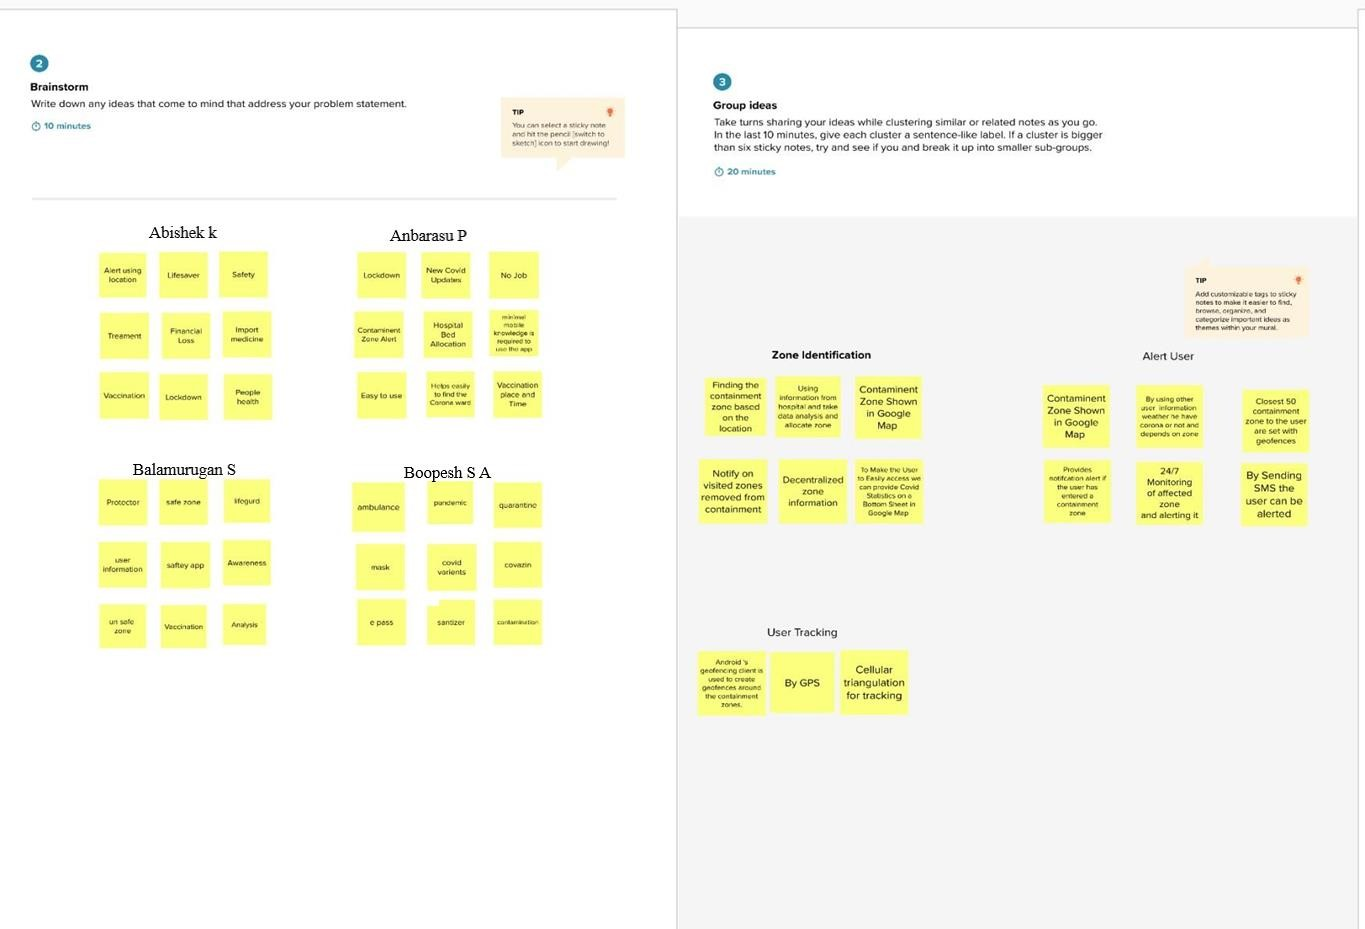 2
Brainstorm
Write down any ideas that come to mind that address your problem statement.
10 minutes
TIP
You can select a sticky note
and hit the pencil [switch to
sketch] icon to start drawing!
Abishek k
Alert using
location
Lifesaver
Safety
Treament
Financial
Loss
Import
medicine
Vaccination
Lockdown
People
health
Anbarasu P
Lockdown
New Covid
Updates
No Job
Contaminent
Zone Alert
Hospital
Bed
Allocation
minimal
mobile
knowledge is
required to
use the app
Easy to use
Helps easily
to find the
Corona ward
Vaccination
place and
Time
Balamurugan S
Protector
safe zone
lifegurd
user
information
saftey app
Awareness
un safe
zone
Vaccination
Analysis
Boopesh S A
ambulance
pandemic
quarantine
mask
covid
varients
covazin
e pass
santizer
contamination
3
Group ideas
Take turns sharing your ideas while clustering similar or related notes as you go.
In the last 10 minutes, give each cluster a sentence-like label. If a cluster is bigger
than six sticky notes, try and see if you and break it up into smaller sub-groups.
20 minutes
TIP
Add customizable tags to sticky
notes to make it easier to find,
browse, organize, and
categorize important ideas as
themes within your mural.
Zone Identification
Finding the
containment
zone based
on the
location
Using
information from
hospital and take
data analysis and
allocate zone
Contaminent
Zone Shown
in Google
Map
Notify on
visited zones
removed from
containment
Decentralized
zone
information
To Make the User
to Easily access we
can provide Covid
Statistics on a
Bottom Sheet in
Google Map
Alert User
Contaminent
Zone Shown
in Google
Map
By using other
user information
weather he have
corona or not and
depends on zone
Closest 50
containment
zone to the user
are set with
geofences
Provides
notifcation alert if
the user has
entered a
containment
zone
24/7
Monitoring
of affected
zone
and alerting it
By Sending
SMS the
user can be
alerted
User Tracking
Android 's
geofencing client is
used to create
geofences around
the containment
zones.
By GPS
Cellular
triangulation
for tracking